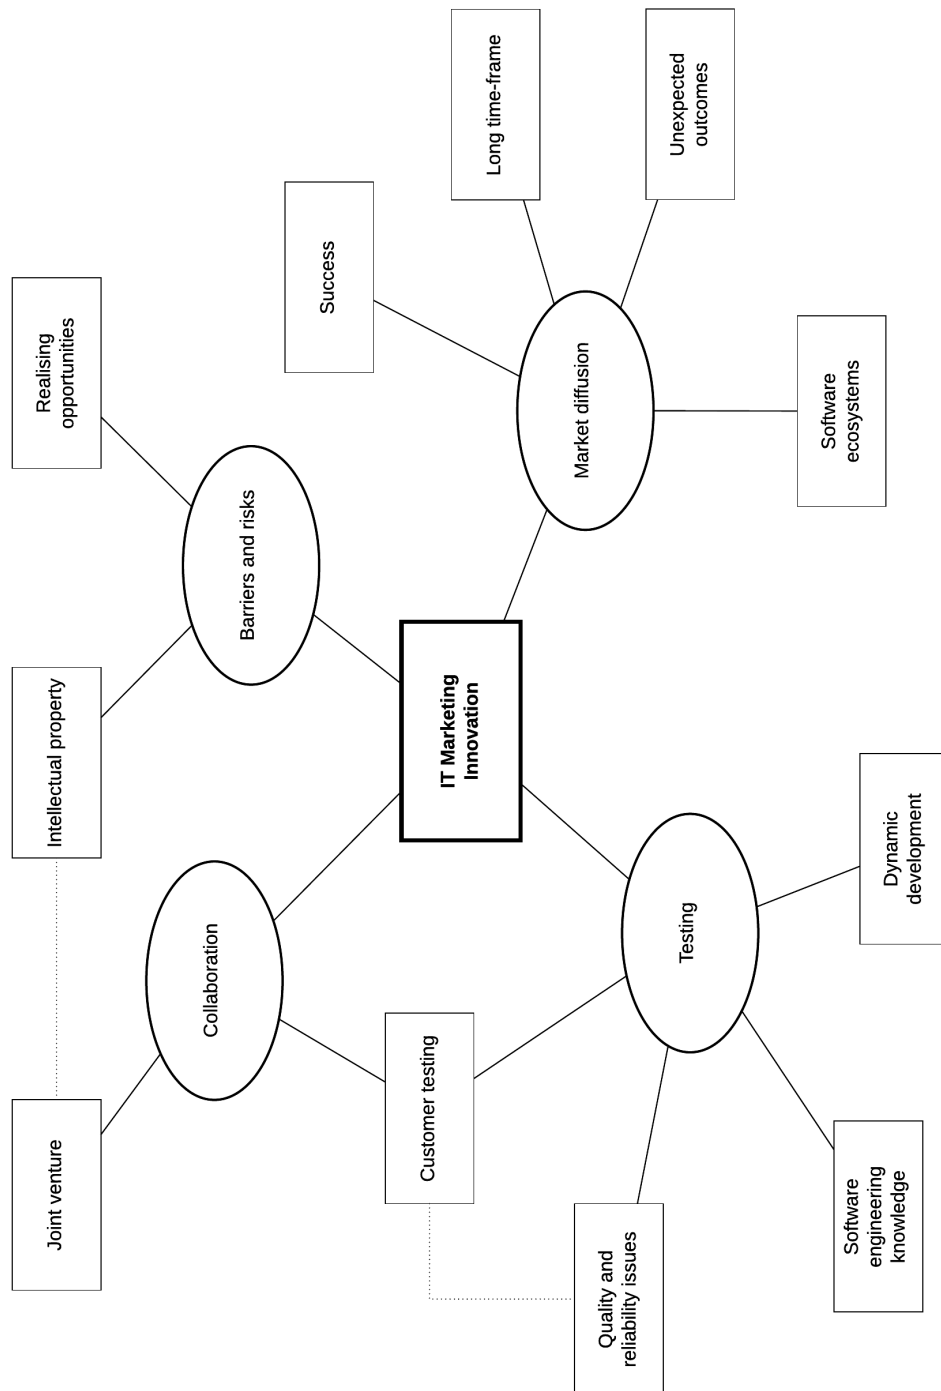 Joint venture
Intellectual property
Realising
opportunities
Collaboration
Barriers and risks
Success
Customer testing
IT Marketing
Innovation
Long time-frame
Market diffusion
Unexpected
outcomes
Quality and
reliability issues
Testing
Software
ecosystems
Software
engineering
knowledge
Dynamic
development